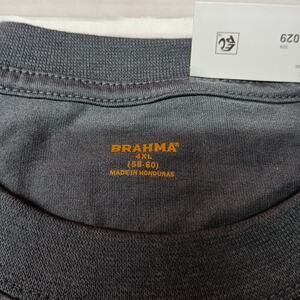 BRAHMA®
4XL
(58-60)
MADE IN HONDURAS
029